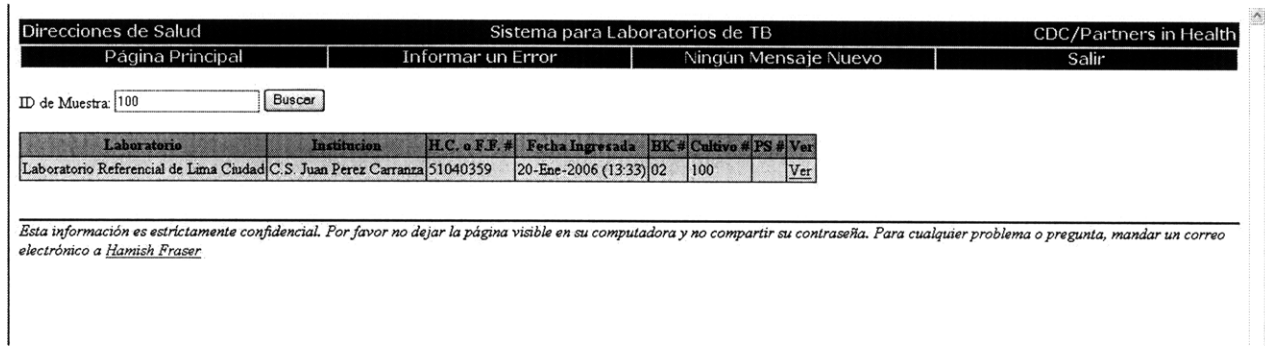 Direcciones de Salud Sistema para Laboratorios de TB CDC/Partners in Health
Página Principal Informar un Error Ningún Mensaje Nuevo Salir
ID de Muestra: 100 Buscar
Laboratorio Institucion H.C. o F.F. # Fecha Ingresada BK # Cultivo # PS # Ver
Laboratorio Referencial de Lima Ciudad C.S. Juan Perez Carranza 51040359 20-Ene-2006 (13:33) 02 100 Ver
Esta información es estrictamente confidencial. Por favor no dejar la página visible en su computadora y no compartir su contraseña. Para cualquier problema o pregunta, mandar un correo
electrónico a Hamish Fraser